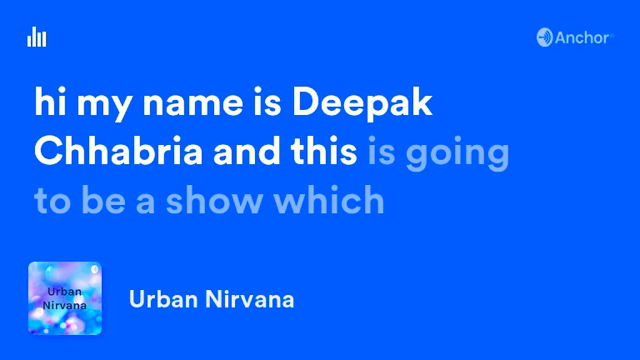 Anchor
hi my name is Deepak
Chhabria and this is going
to be a show which
Urban
Nirvana
Urban Nirvana